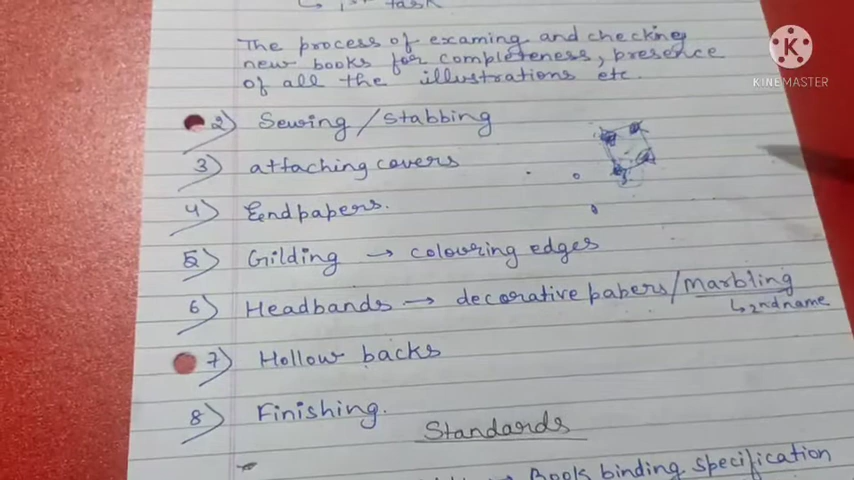 ↳ 1st task
The process of examing and checking
new books for completeness, presence
of all the illustrations etc.
2) Sewing / Stabbing
3) attaching covers
4) Endpapers.
5) Gilding → colouring edges
6) Headbands → decorative papers / Marbling
↳ 2nd name
7) Hollow backs
8) Finishing.
Standards
→ Book binding specification
K
KINEMASTER